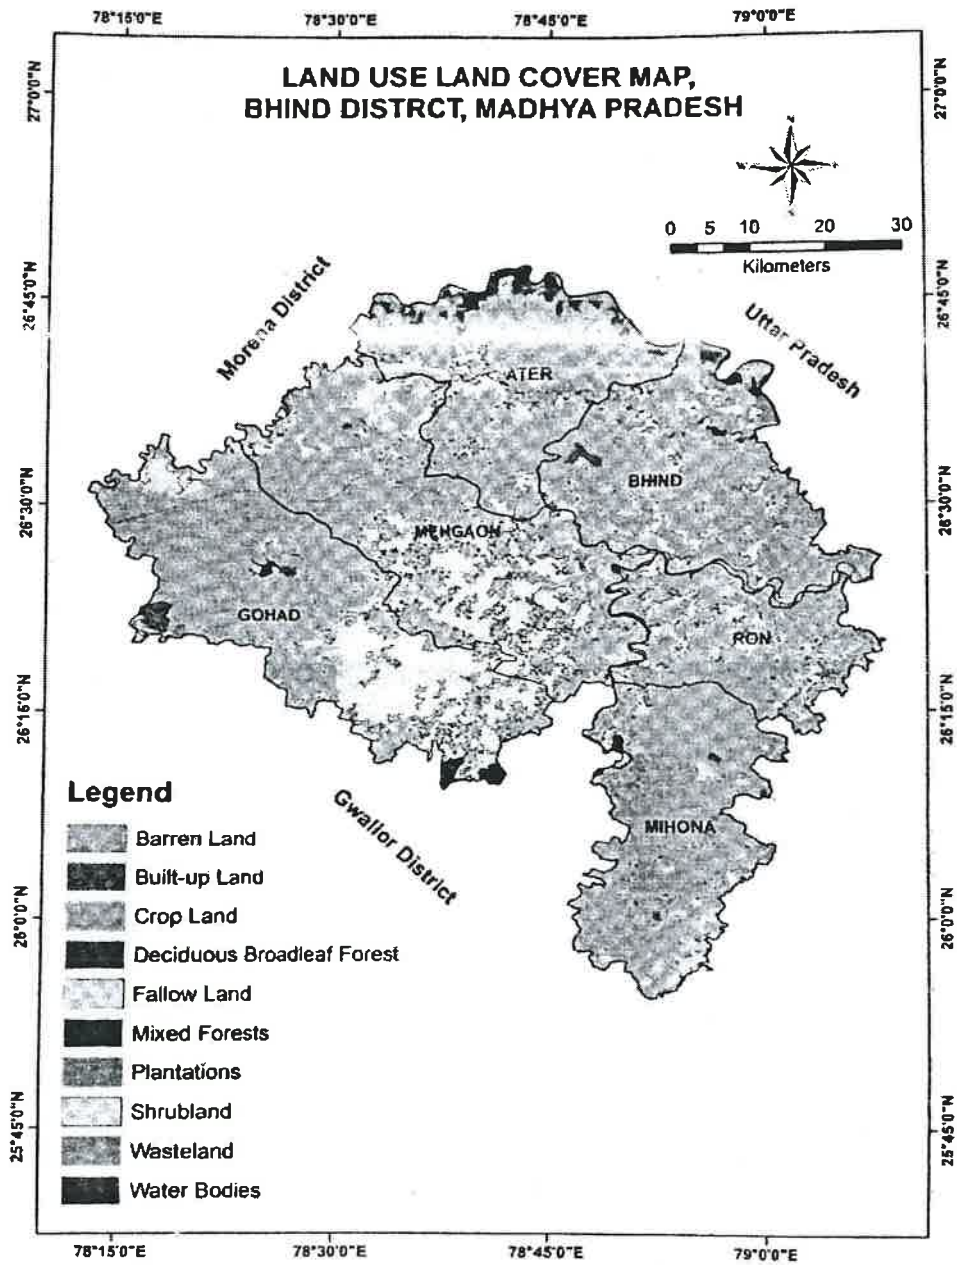 78°15'0"E 78°30'0"E 78°45'0"E 79°0'0"E
LAND USE LAND COVER MAP,
BHIND DISTRCT, MADHYA PRADESH
27°0'0"N
27°0'0"N
0 5 10 20 30
Kilometers
26°45'0"N
26°45'0"N
Morena District
Uttar Pradesh
ATER
BHIND
26°30'0"N
26°30'0"N
MEHGAON
GOHAD
RON
26°16'0"N
26°15'0"N
MIHONA
Gwalior District
Legend
Barren Land
Built-up Land
Crop Land
Deciduous Broadleaf Forest
Fallow Land
Mixed Forests
Plantations
Shrubland
Wasteland
Water Bodies
26°0'0"N
26°0'0"N
25°45'0"N
25°45'0"N
78°15'0"E 78°30'0"E 78°45'0"E 79°0'0"E